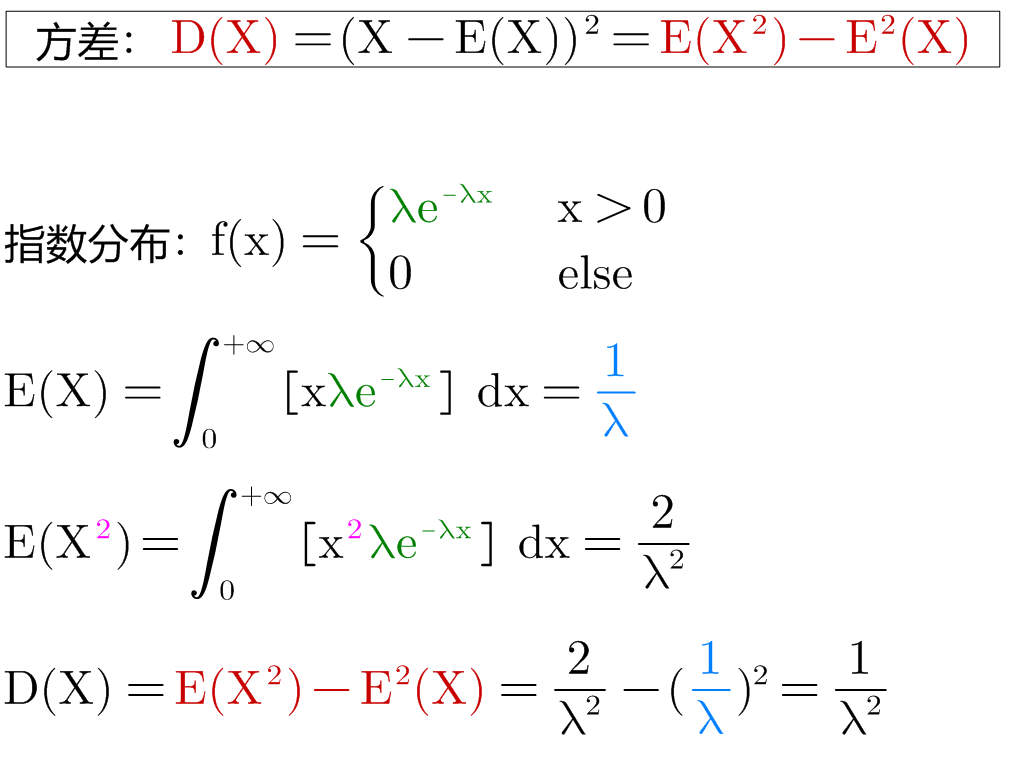 方差： D(X) = (X − E(X))² = E(X²) − E²(X)
指数分布： f(x) = { λe^{-λx} x > 0
0 else
E(X) = ∫₀^{+∞} [xλe^{-λx}] dx = 1/λ
E(X²) = ∫₀^{+∞} [x²λe^{-λx}] dx = 2/λ²
D(X) = E(X²) − E²(X) = 2/λ² − (1/λ)² = 1/λ²